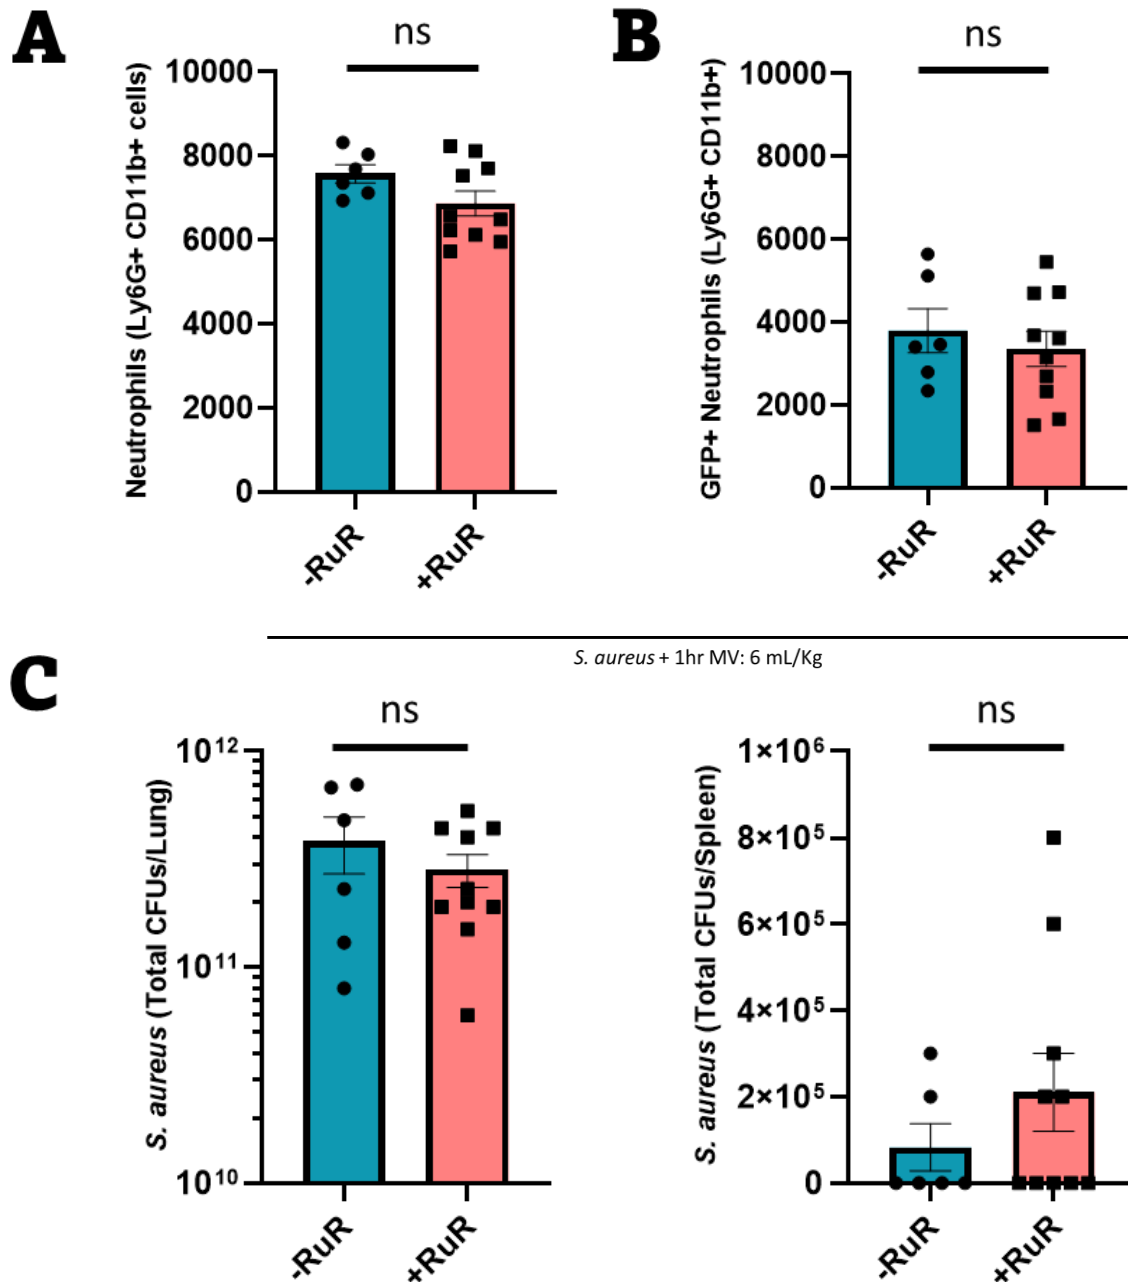 A
ns
Neutrophils (Ly6G+ CD11b+ cells)
10000
8000
6000
4000
2000
0
-RuR
+RuR
B
ns
GFP+ Neutrophils (Ly6G+ CD11b+)
10000
8000
6000
4000
2000
0
-RuR
+RuR
S. aureus + 1hr MV: 6 mL/Kg
C
ns
S. aureus (Total CFUs/Lung)
10¹²
10¹¹
10¹⁰
-RuR
+RuR
ns
S. aureus (Total CFUs/Spleen)
1×10⁶
8×10⁵
6×10⁵
4×10⁵
2×10⁵
0
-RuR
+RuR